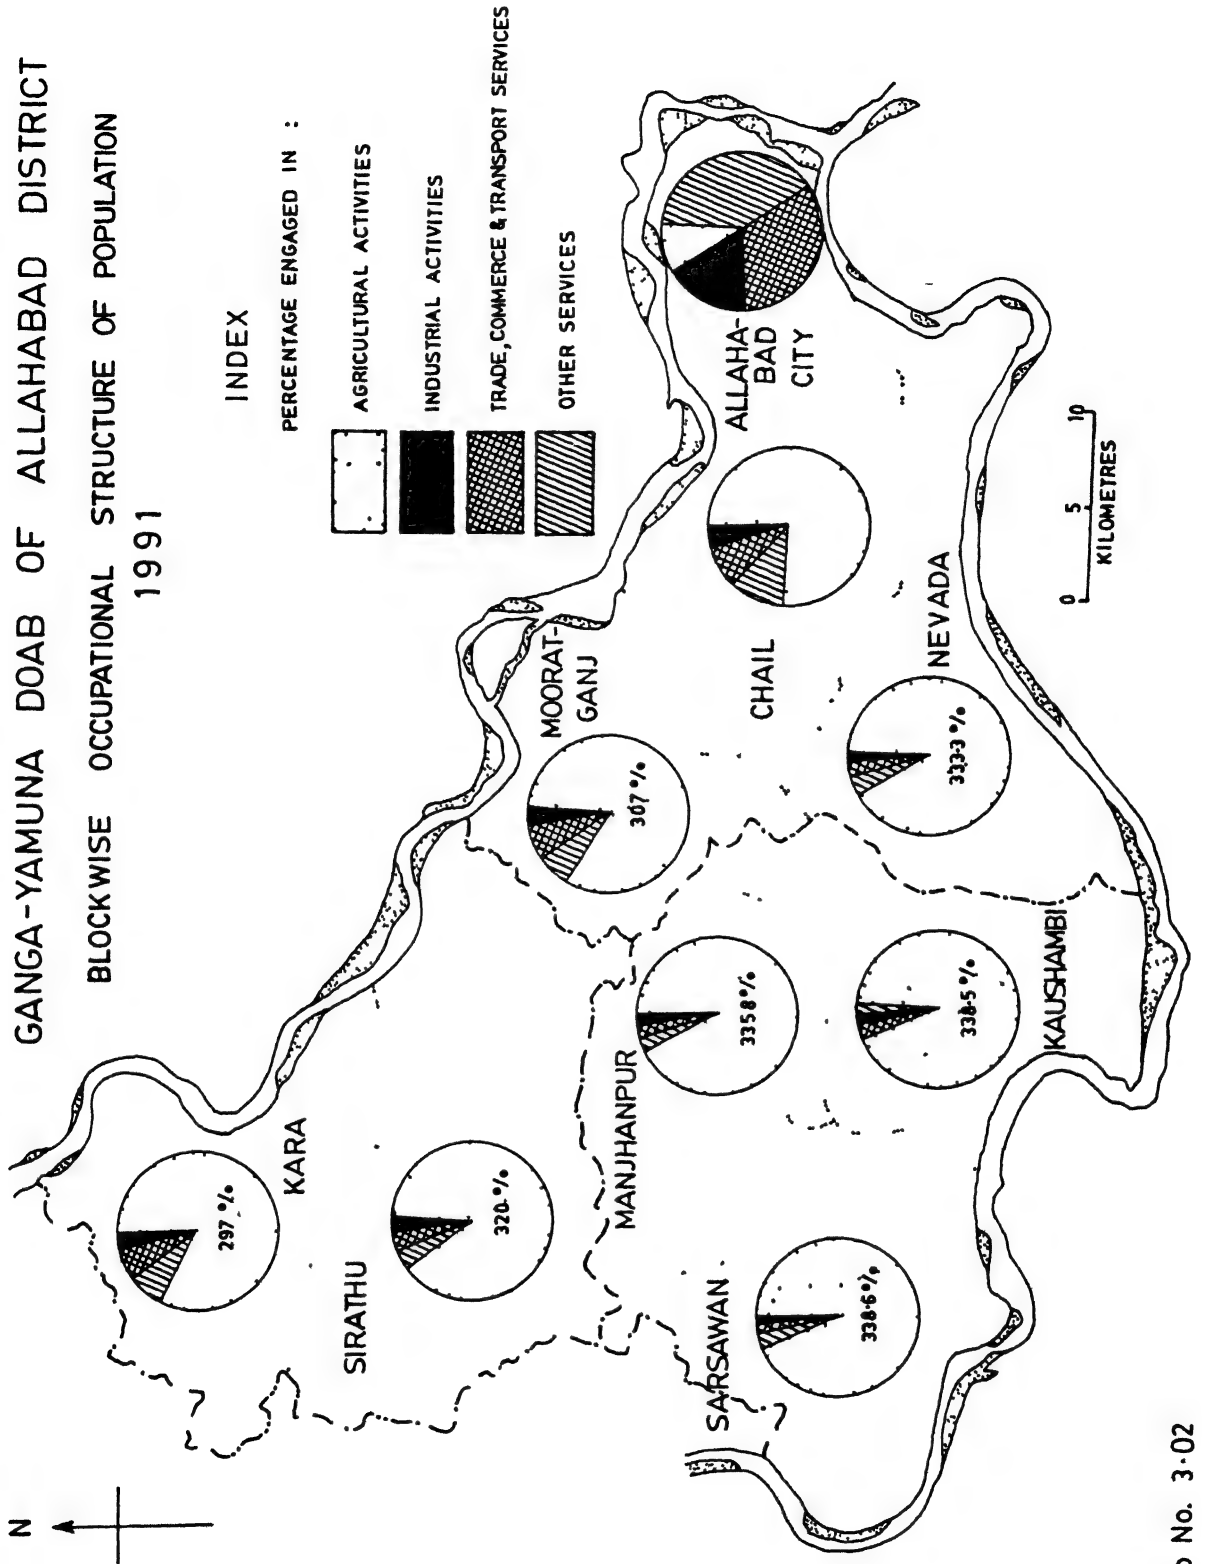 GANGA-YAMUNA DOAB OF ALLAHABAD DISTRICT
BLOCKWISE OCCUPATIONAL STRUCTURE OF POPULATION
1991
N
INDEX
PERCENTAGE ENGAGED IN :
AGRICULTURAL ACTIVITIES
INDUSTRIAL ACTIVITIES
TRADE, COMMERCE & TRANSPORT SERVICES
OTHER SERVICES
297 %
KARA
SIRATHU
320 %
MOORAT-
GANJ
307 %
MANJHANPUR
335 8 %
SARSAWAN
338.6 %
338.5 %
KAUSHAMBI
CHAIL
NEVADA
333.3 %
ALLAHA-
BAD
CITY
0 5 10
KILOMETRES
No. 3.02